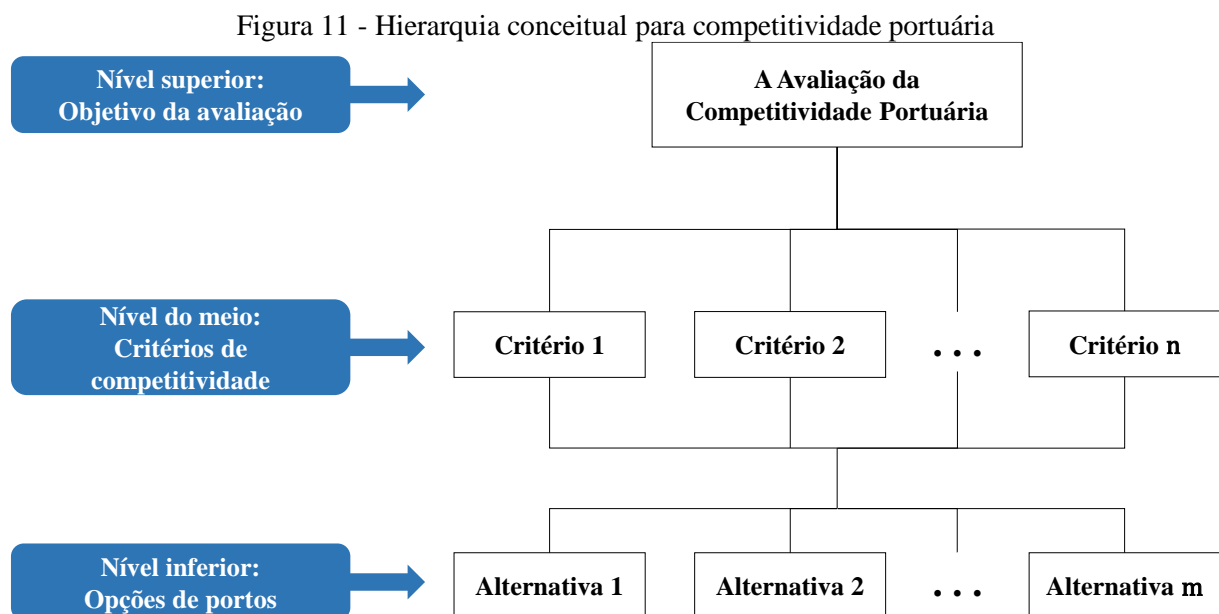 Figura 11 - Hierarquia conceitual para competitividade portuária
Nível superior:
Objetivo da avaliação
A Avaliação da
Competitividade Portuária
Nível do meio:
Critérios de
competitividade
Critério 1
Critério 2
...
Critério n
Nível inferior:
Opções de portos
Alternativa 1
Alternativa 2
...
Alternativa m